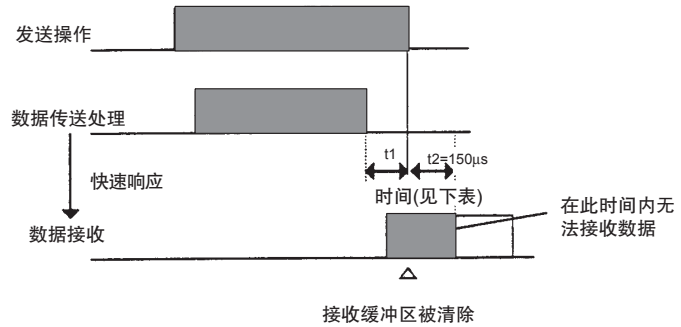 发送操作
数据传送处理
t1
t2=150μs
快速响应
时间(见下表)
数据接收
在此时间内无
法接收数据
接收缓冲区被清除